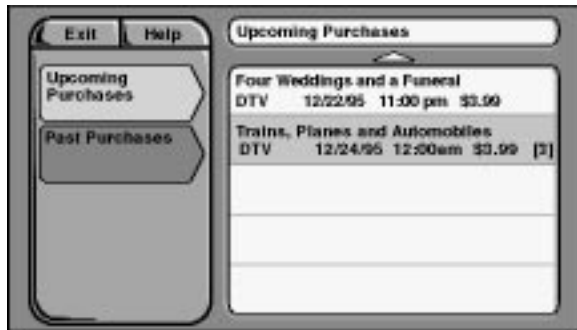 Exit Help
Upcoming Purchases
Upcoming
Purchases
Past Purchases
Four Weddings and a Funeral
DTV 12/22/95 11:00 pm $3.99
Trains, Planes and Automobiles
DTV 12/24/95 12:00am $3.99 [3]